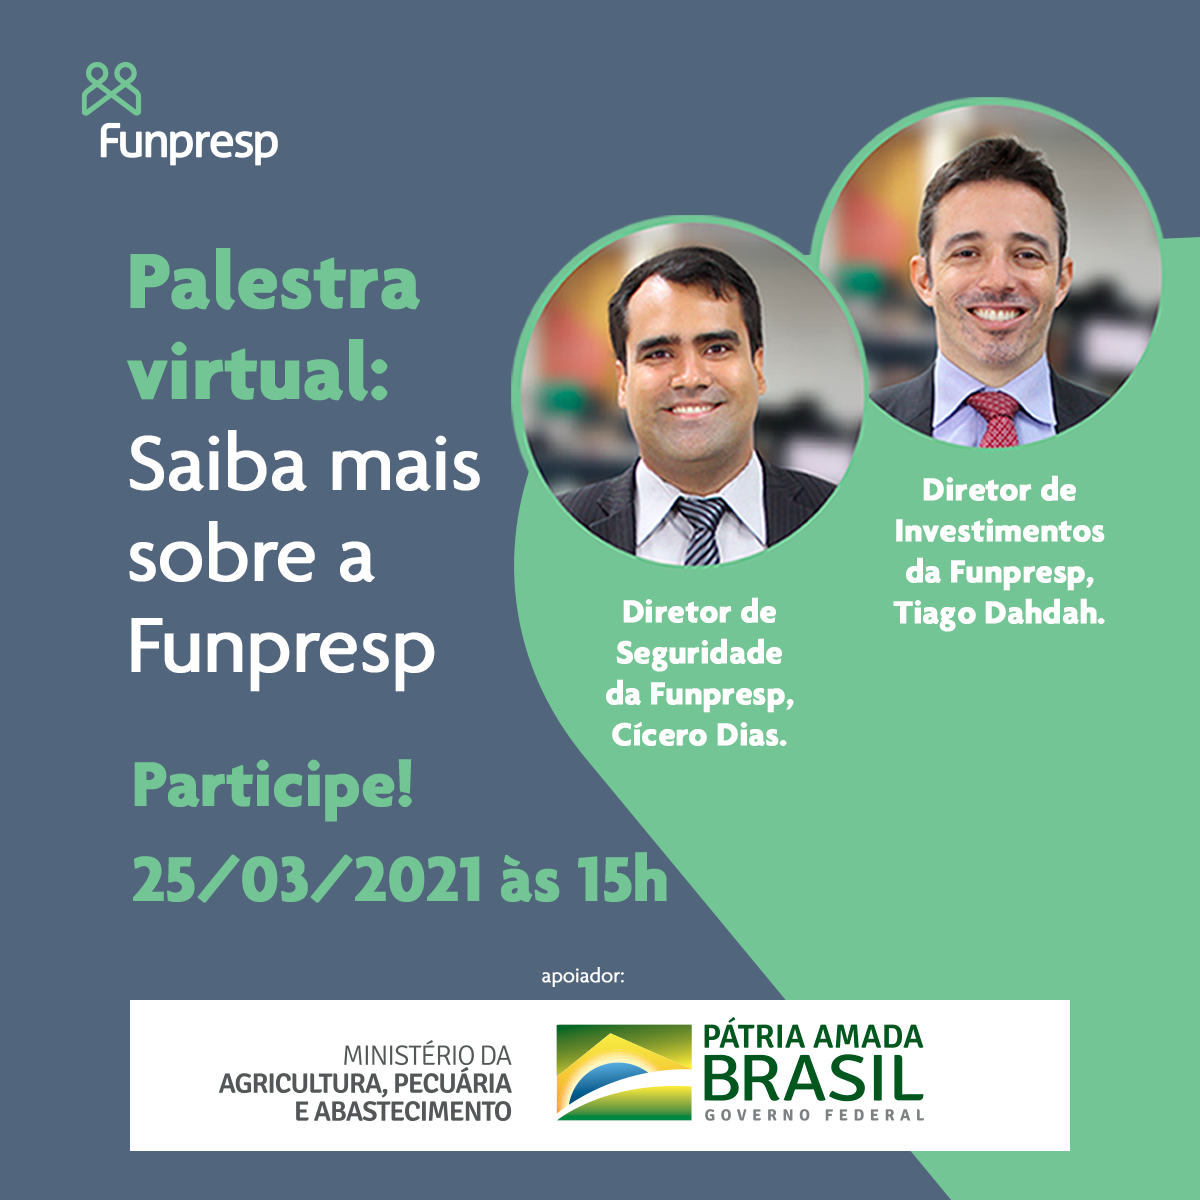 Funpresp
Palestra
virtual:
Saiba mais
sobre a
Funpresp
Participe!
25/03/2021 às 15h
Diretor de
Seguridade
da Funpresp,
Cícero Dias.
Diretor de
Investimentos
da Funpresp,
Tiago Dahdah.
apoiador:
MINISTÉRIO DA
AGRICULTURA, PECUÁRIA
E ABASTECIMENTO
PÁTRIA AMADA
BRASIL
GOVERNO FEDERAL